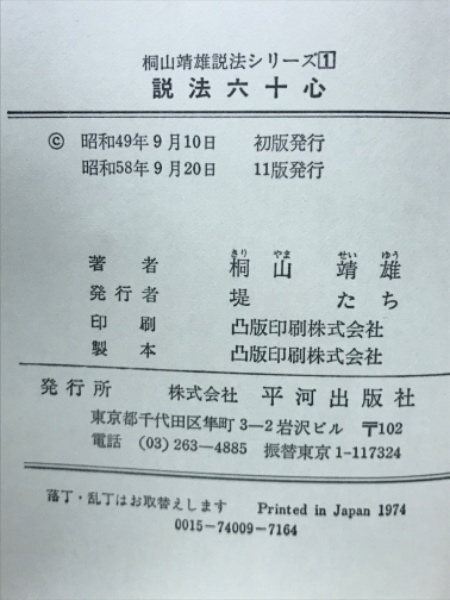 桐山靖雄説法シリーズ1
説法六十心
© 昭和49年9月10日 初版発行
昭和58年9月20日 11版発行
きり やま せい ゆう
著者 桐山靖雄
発行者 堤たち
印刷 凸版印刷株式会社
製本 凸版印刷株式会社
発行所 株式会社 平河出版社
東京都千代田区隼町3―2岩沢ビル 〒102
電話 (03)263―4885 振替東京1-117324
落丁・乱丁はお取替えします Printed in Japan 1974
0015―74009―7164